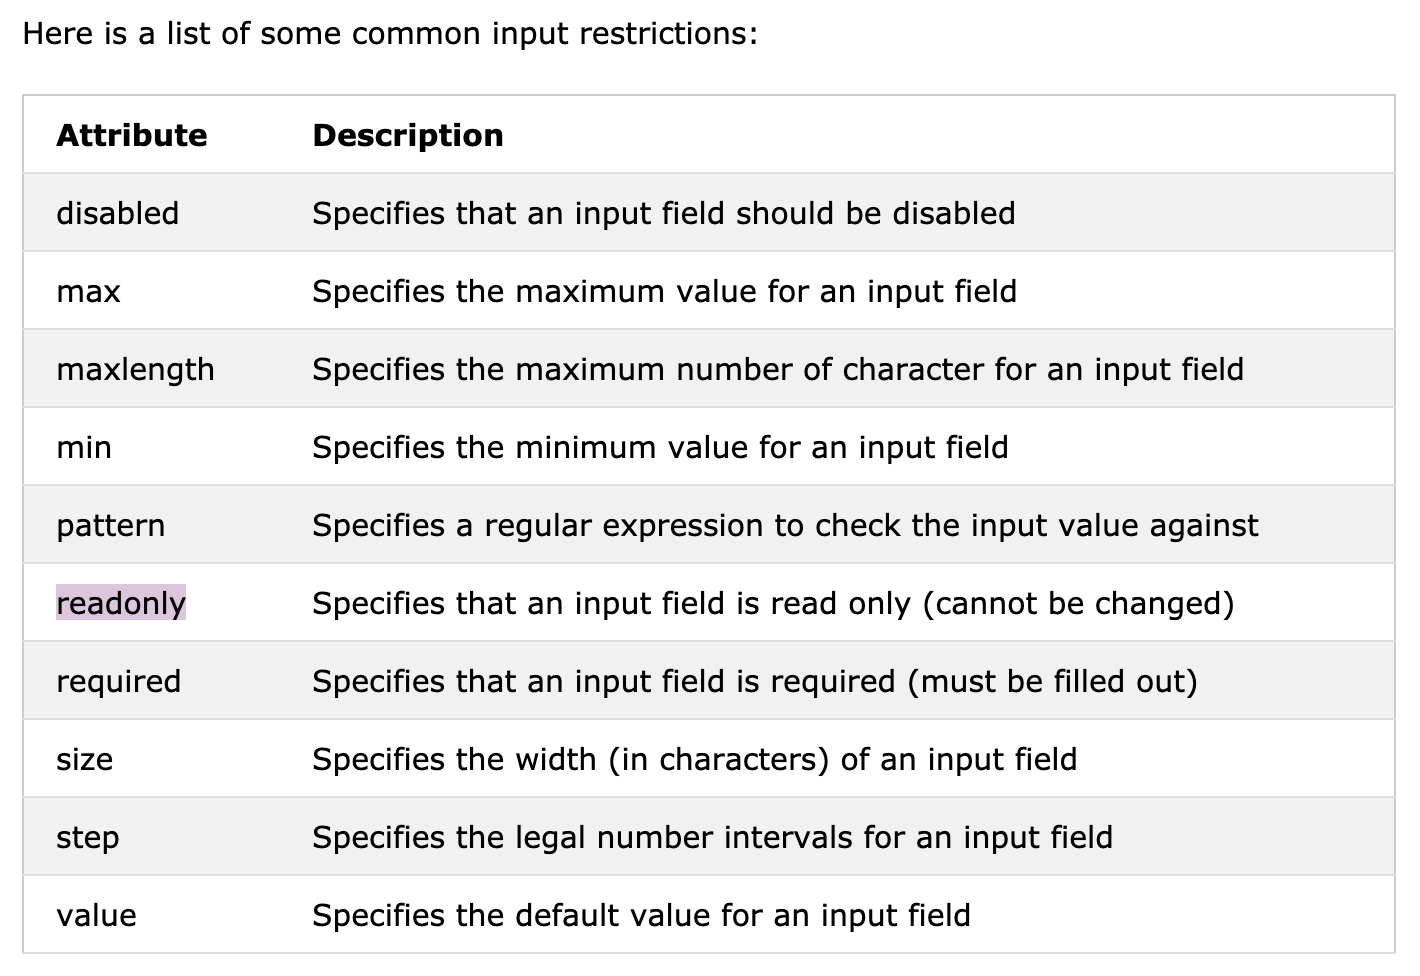 Here is a list of some common input restrictions:
Attribute Description
disabled Specifies that an input field should be disabled
max Specifies the maximum value for an input field
maxlength Specifies the maximum number of character for an input field
min Specifies the minimum value for an input field
pattern Specifies a regular expression to check the input value against
readonly Specifies that an input field is read only (cannot be changed)
required Specifies that an input field is required (must be filled out)
size Specifies the width (in characters) of an input field
step Specifies the legal number intervals for an input field
value Specifies the default value for an input field